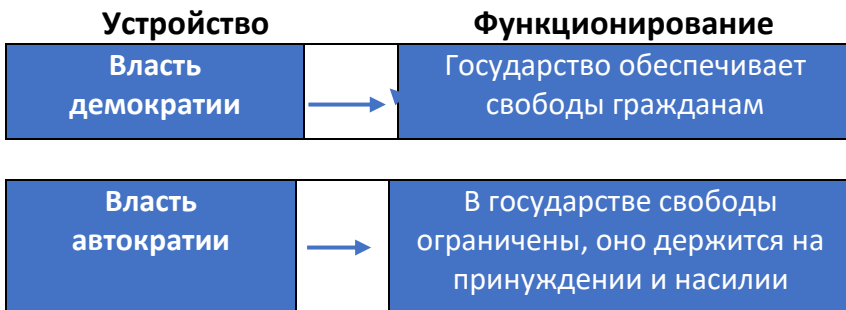 Устройство Функционирование
Власть
демократии
Государство обеспечивает
свободы гражданам
Власть
автократии
В государстве свободы
ограничены, оно держится на
принуждении и насилии